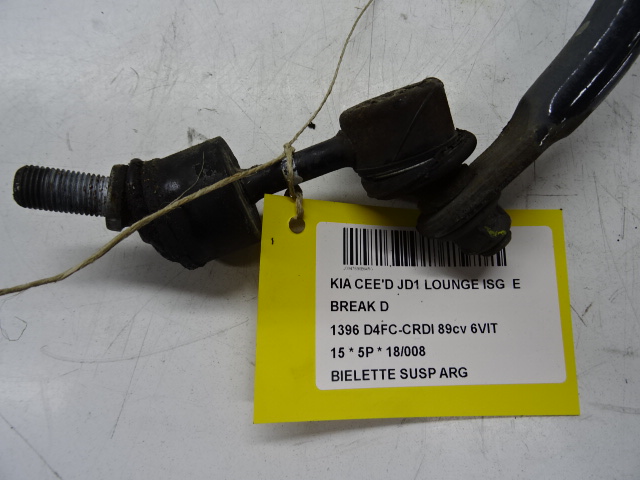 KIA CEE'D JD1 LOUNGE ISG E
BREAK D
1396 D4FC-CRDI 89cv 6VIT
15 * 5P * 18/008
BIELETTE SUSP ARG